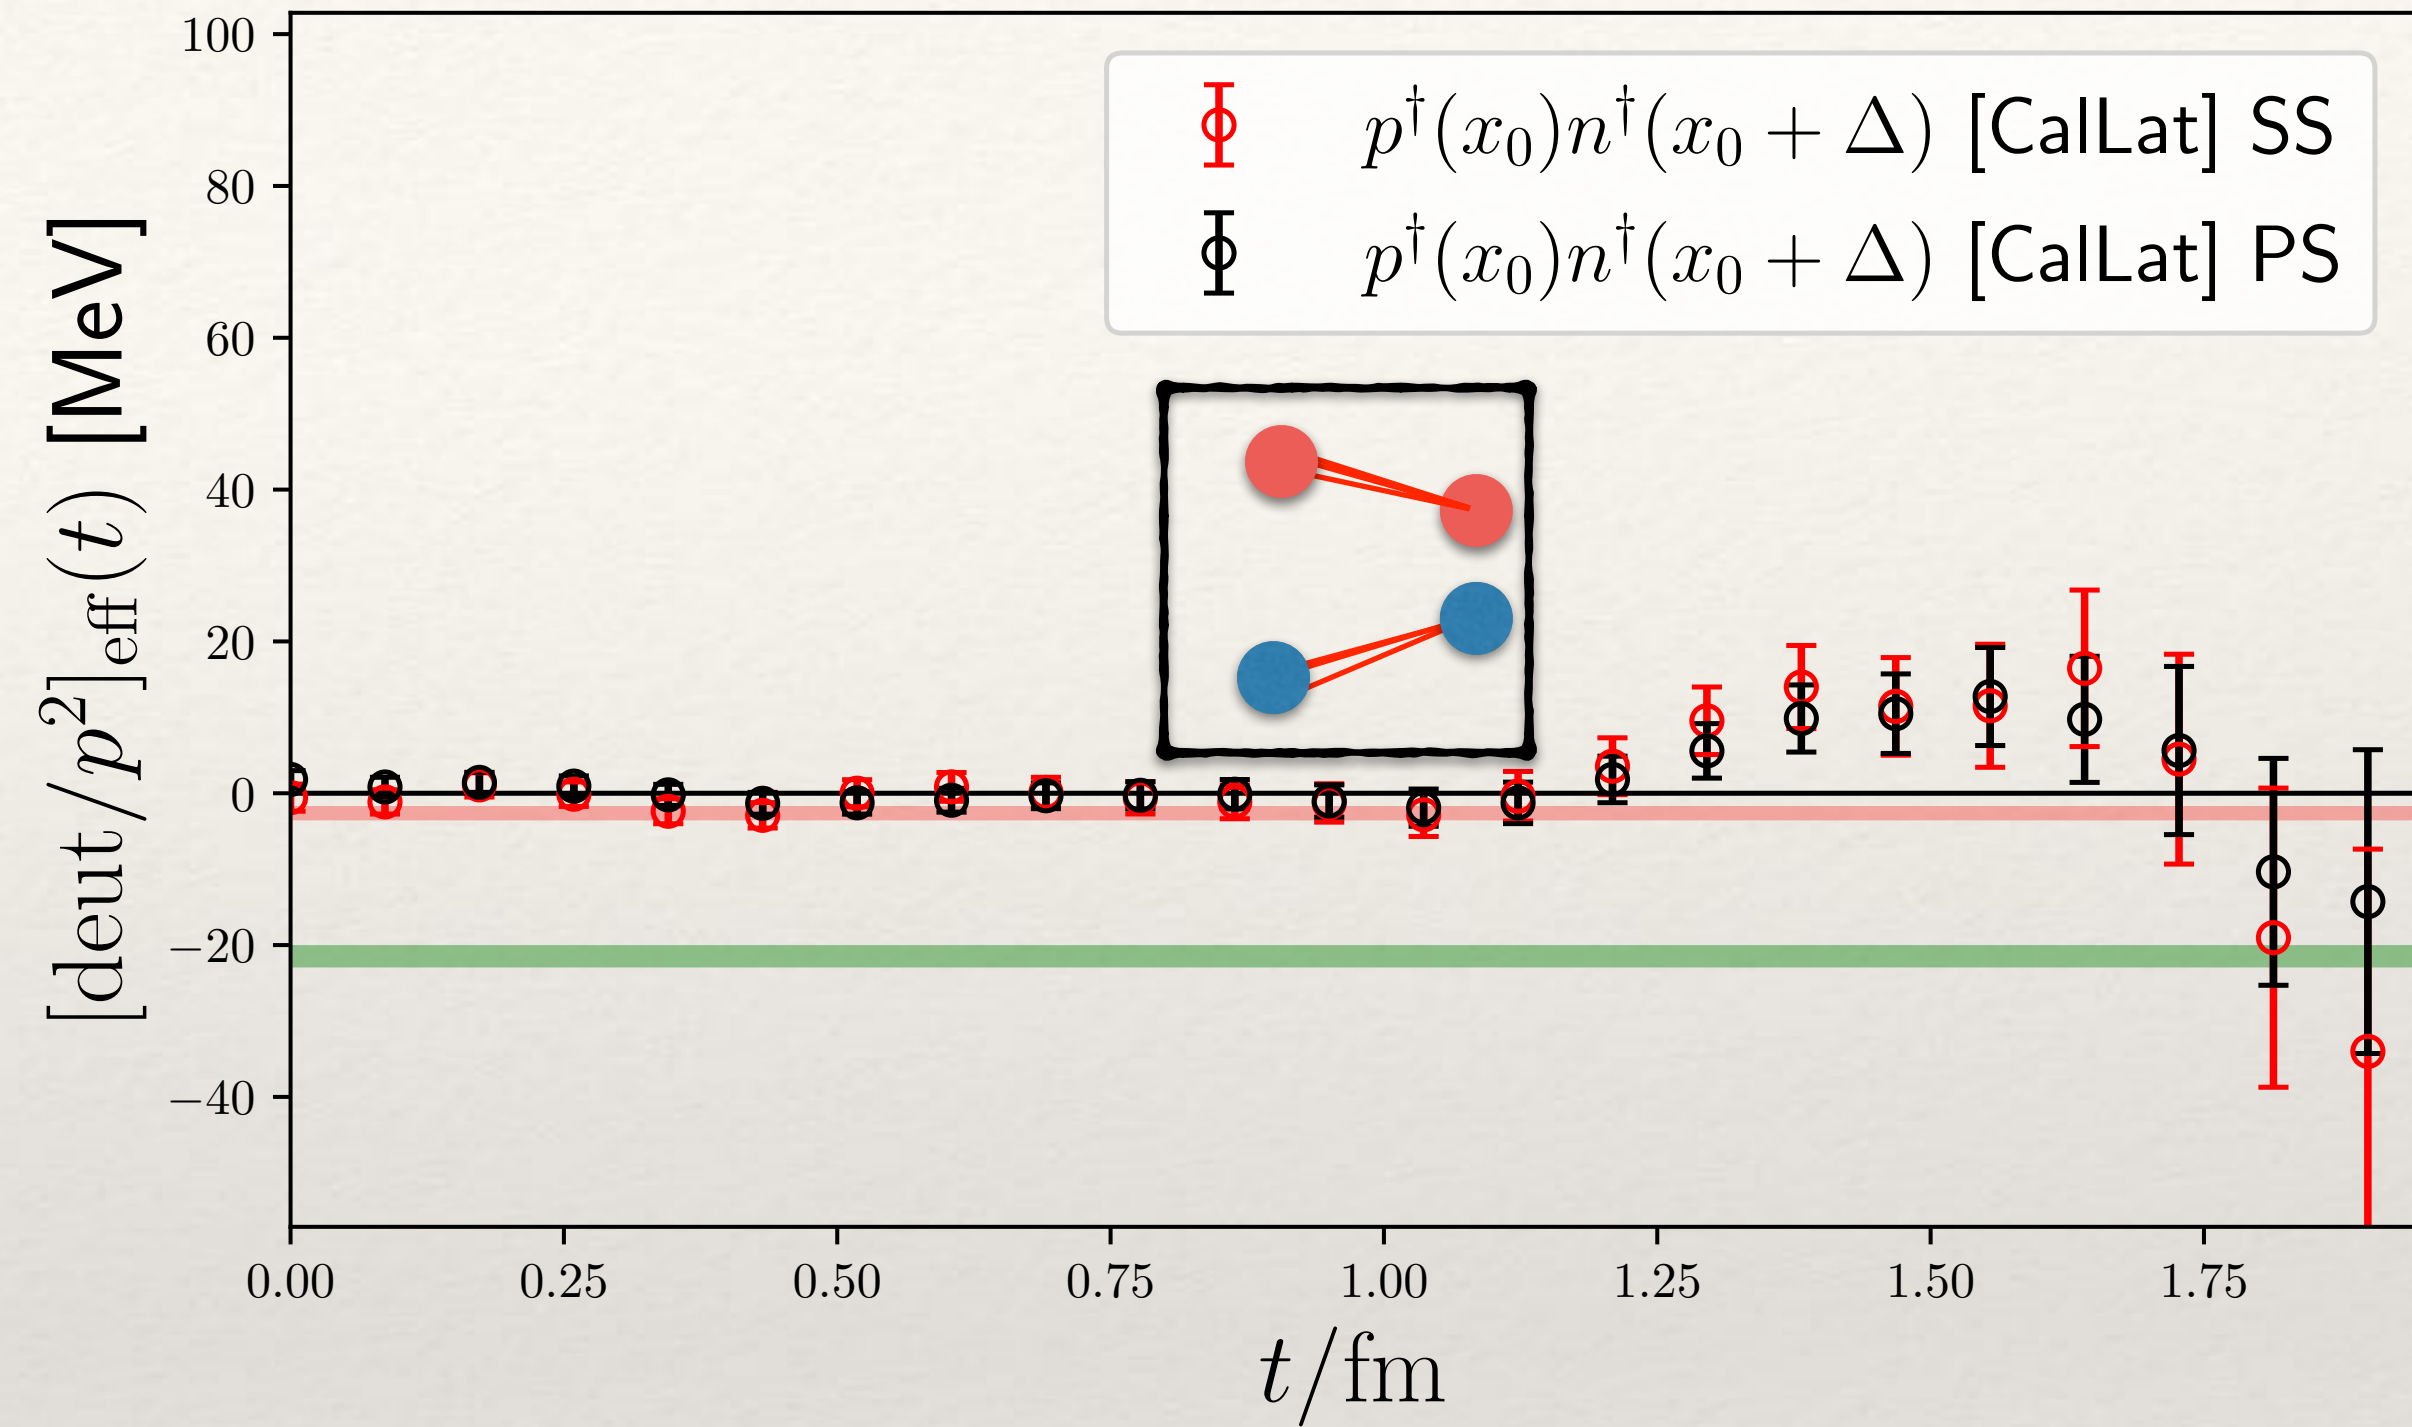 100
80
60
40
20
0
−20
−40
[deut/p²]eff(t) [MeV]
p†(x₀)n†(x₀ + Δ) [CalLat] SS
p†(x₀)n†(x₀ + Δ) [CalLat] PS
0.00 0.25 0.50 0.75 1.00 1.25 1.50 1.75
t/fm